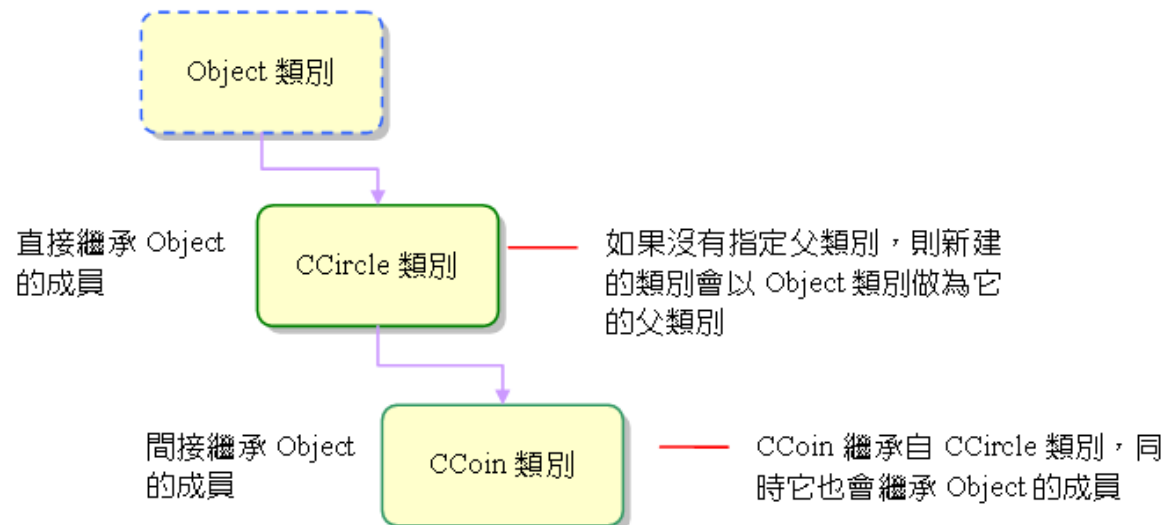 Object 類別
直接繼承 Object
的成員
CCircle 類別
如果沒有指定父類別，則新建
的類別會以 Object 類別做為它
的父類別
間接繼承 Object
的成員
CCoin 類別
CCoin 繼承自 CCircle 類別，同
時它也會繼承 Object 的成員